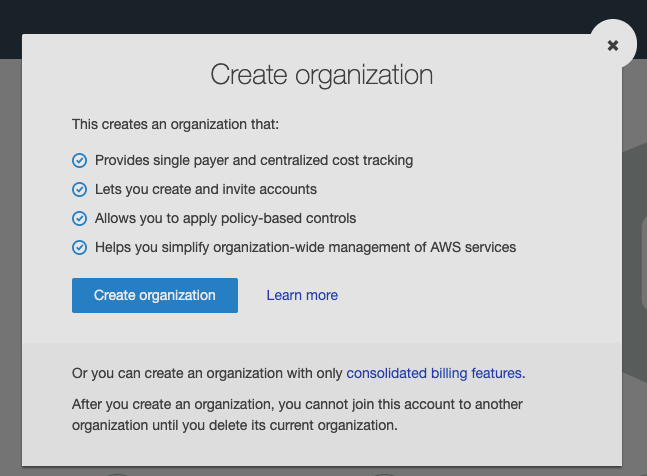 Create organization
This creates an organization that:
Provides single payer and centralized cost tracking
Lets you create and invite accounts
Allows you to apply policy-based controls
Helps you simplify organization-wide management of AWS services
Create organization
Learn more
Or you can create an organization with only consolidated billing features.
After you create an organization, you cannot join this account to another
organization until you delete its current organization.